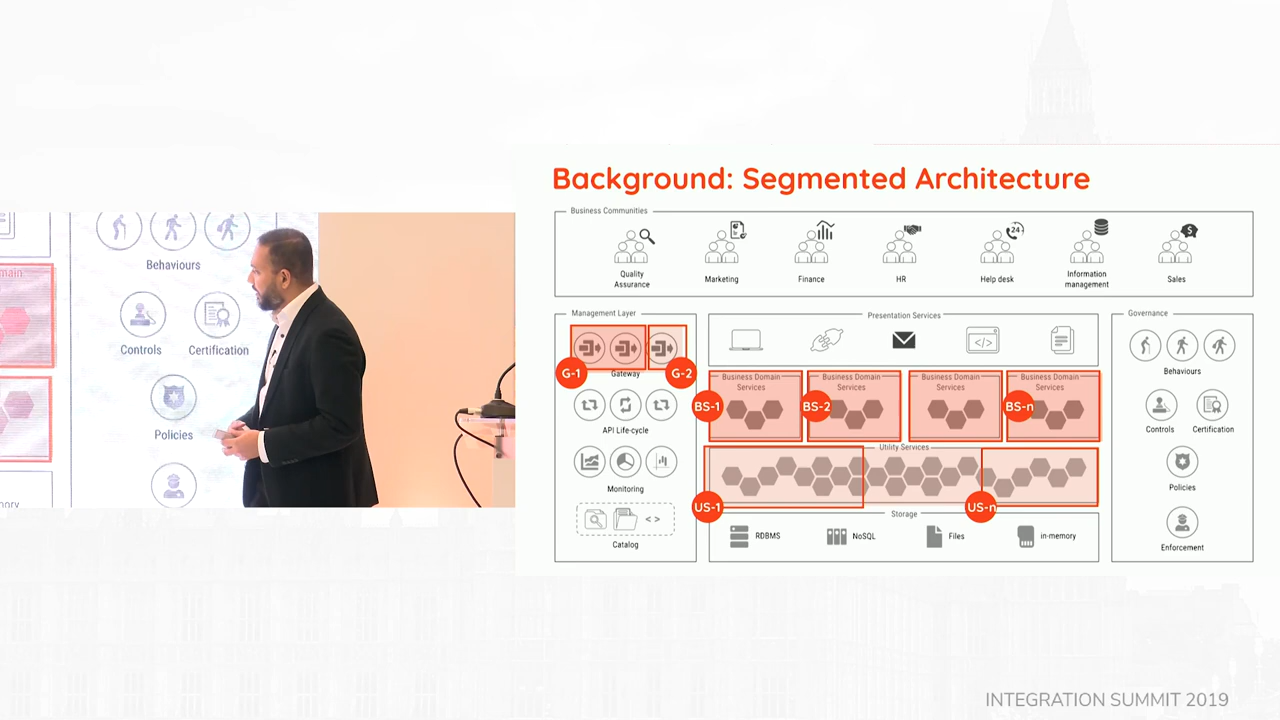 Background: Segmented Architecture
Business Communities
Quality
Assurance
Marketing
Finance
HR
24
Help desk
Information
management
$
Sales
Management Layer
Gateway
G-1
G-2
API Life-cycle
Monitoring
< >
Catalog
Presentation Services
</>
Business Domain
Services
Business Domain
Services
Business Domain
Services
Business Domain
Services
BS-1
BS-2
BS-n
Utility Services
US-1
US-n
Storage
RDBMS
NoSQL
Files
in-memory
Governance
Behaviours
Controls
Certification
Policies
Enforcement
Behaviours
Controls
Certification
Policies
INTEGRATION SUMMIT 2019